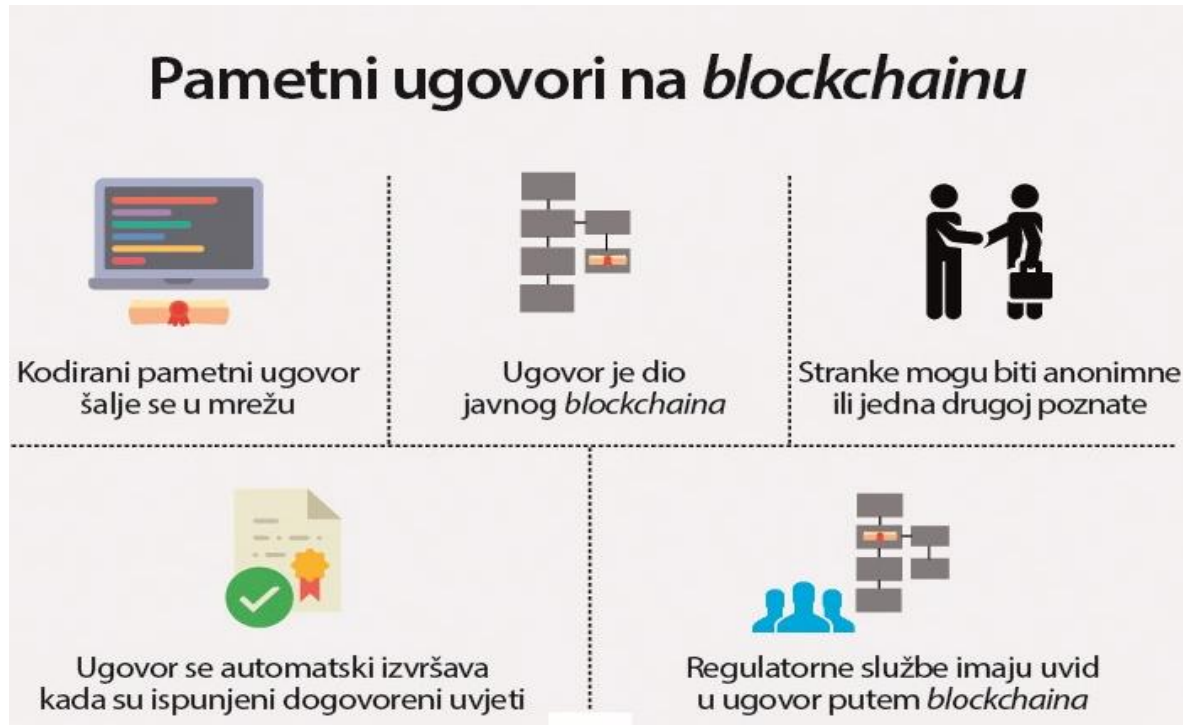 Pametni ugovori na blockchainu
Kodirani pametni ugovor
šalje se u mrežu
Ugovor je dio
javnog blockchaina
Stranke mogu biti anonimne
ili jedna drugoj poznate
Ugovor se automatski izvršava
kada su ispunjeni dogovoreni uvjeti
Regulatorne službe imaju uvid
u ugovor putem blockchaina